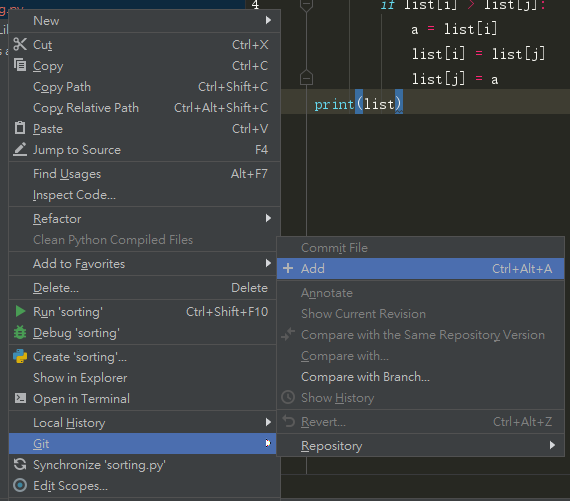 g.py
Li
s a
4
if list[i] > list[j]:
a = list[i]
list[i] = list[j]
list[j] = a
print(list)
New
Cut Ctrl+X
Copy Ctrl+C
Copy Path Ctrl+Shift+C
Copy Relative Path Ctrl+Alt+Shift+C
Paste Ctrl+V
Jump to Source F4
Find Usages Alt+F7
Inspect Code...
Refactor
Clean Python Compiled Files
Add to Favorites
Delete... Delete
Run 'sorting' Ctrl+Shift+F10
Debug 'sorting'
Create 'sorting'...
Show in Explorer
Open in Terminal
Local History
Git
Synchronize 'sorting.py'
Edit Scopes...
Commit File
Add Ctrl+Alt+A
Annotate
Show Current Revision
Compare with the Same Repository Version
Compare with...
Compare with Branch...
Show History
Revert... Ctrl+Alt+Z
Repository